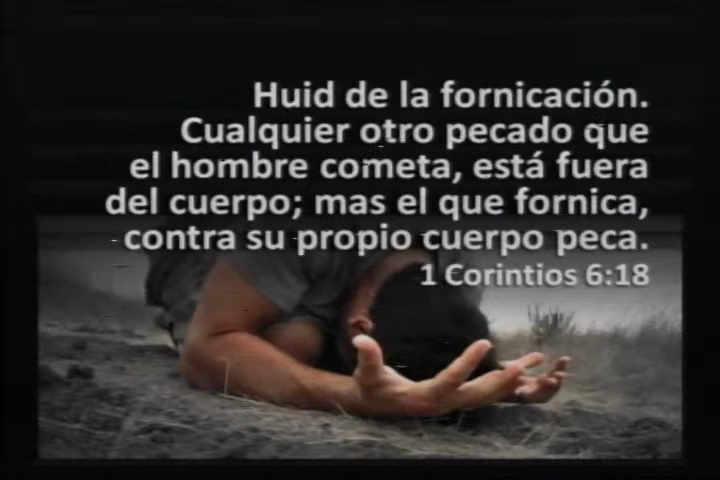 Huid de la fornicación.
Cualquier otro pecado que
el hombre cometa, está fuera
del cuerpo; mas el que fornica,
contra su propio cuerpo peca.
1 Corintios 6:18